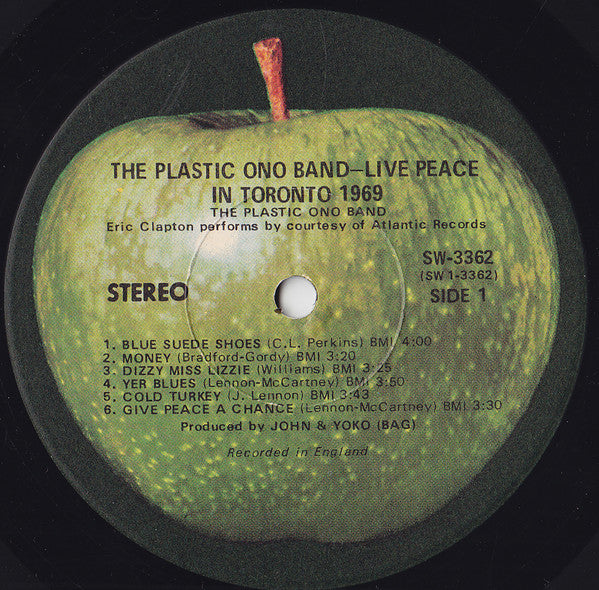 THE PLASTIC ONO BAND—LIVE PEACE
IN TORONTO 1969
THE PLASTIC ONO BAND
Eric Clapton performs by courtesy of Atlantic Records
STEREO
SW-3362
(SW 1-3362)
SIDE 1
1. BLUE SUEDE SHOES (C.L. Perkins) BMI 4:00
2. MONEY (Bradford-Gordy) BMI 3:20
3. DIZZY MISS LIZZIE (Williams) BMI 3:25
4. YER BLUES (Lennon-McCartney) BMI 3:50
5. COLD TURKEY (J. Lennon) BMI 3:43
6. GIVE PEACE A CHANCE (Lennon-McCartney) BMI 3:30
Produced by JOHN & YOKO (BAG)
Recorded in England